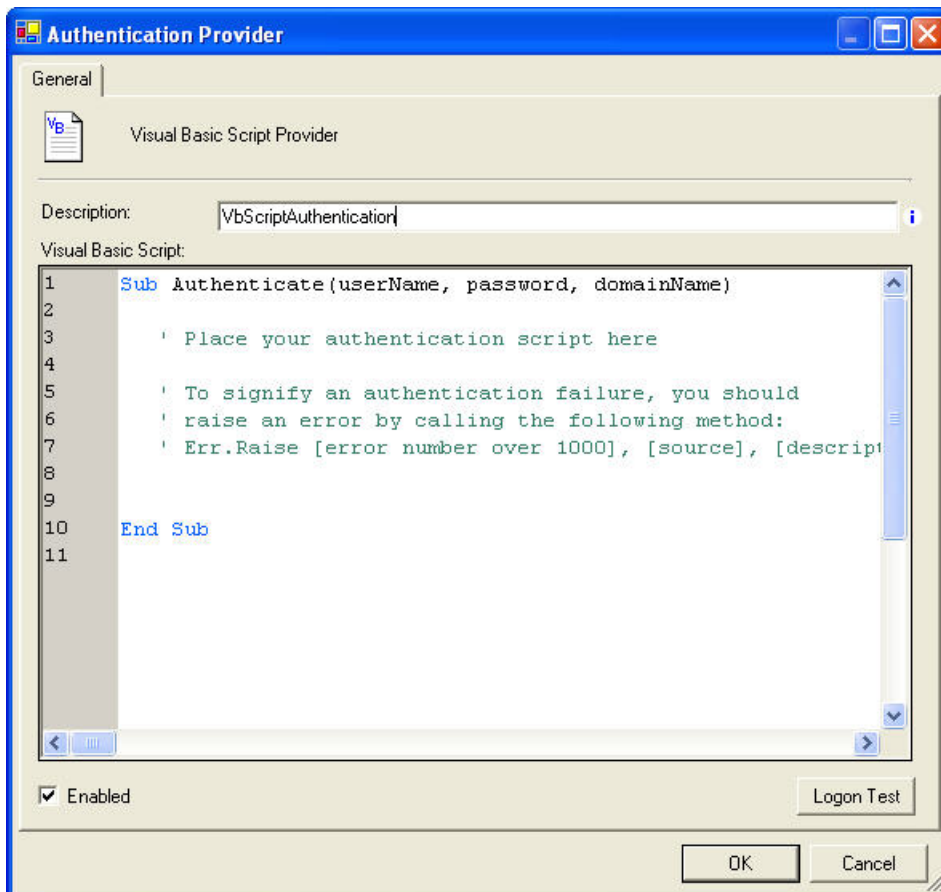 Authentication Provider
General
VB
Visual Basic Script Provider
Description:
VbScriptAuthentication
i
Visual Basic Script:
1 Sub Authenticate(userName, password, domainName)
2
3 ' Place your authentication script here
4
5 ' To signify an authentication failure, you should
6 ' raise an error by calling the following method:
7 ' Err.Raise [error number over 1000], [source], [descript
8
9
10 End Sub
11
Enabled
Logon Test
OK
Cancel